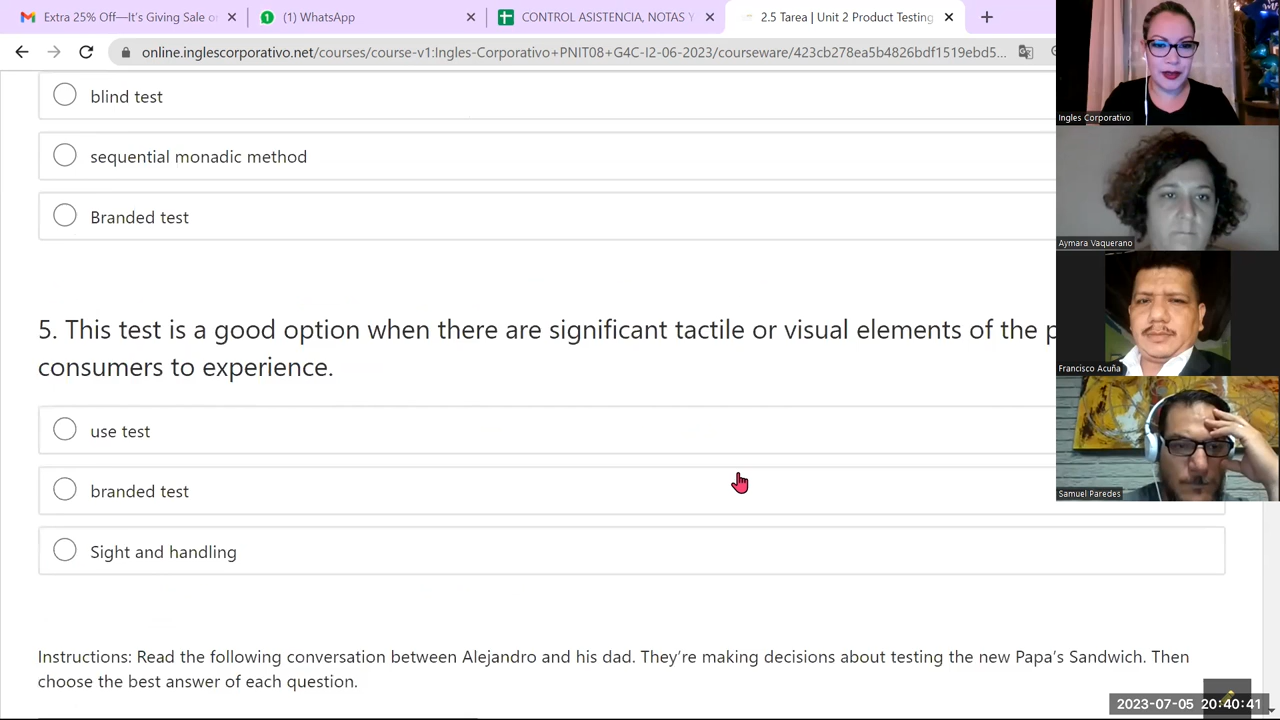 Extra 25% Off—It's Giving Sale o
(1) WhatsApp
CONTROL ASISTENCIA, NOTAS Y
2.5 Tarea | Unit 2 Product Testing
online.inglescorporativo.net/courses/course-v1:Ingles-Corporativo+PNIT08+G4C-I2-06-2023/courseware/423cb278ea5b4826bdf1519ebd5...
Ingles Corporativo
blind test
sequential monadic method
Branded test
Aymara Vaquerano
5. This test is a good option when there are significant tactile or visual elements of the p
consumers to experience.
Francisco Acuña
use test
branded test
Samuel Paredes
Sight and handling
Instructions: Read the following conversation between Alejandro and his dad. They're making decisions about testing the new Papa's Sandwich. Then
choose the best answer of each question.
2023-07-05 20:40:41